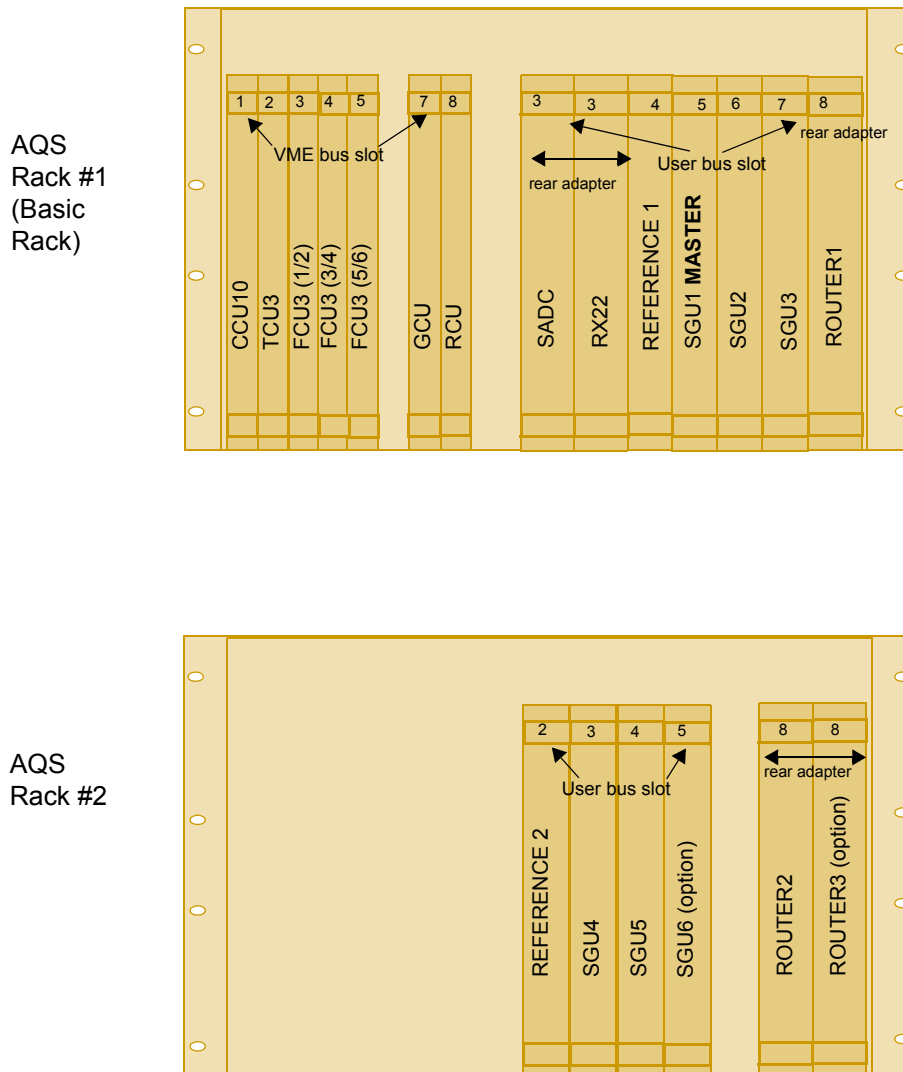 AQS
Rack #1
(Basic
Rack)
1 2 3 4 5 7 8 3 3 4 5 6 7 8
rear adapter
VME bus slot
User bus slot
rear adapter
CCU10
TCU3
FCU3 (1/2)
FCU3 (3/4)
FCU3 (5/6)
GCU
RCU
SADC
RX22
REFERENCE 1
SGU1 MASTER
SGU2
SGU3
ROUTER1
AQS
Rack #2
2 3 4 5 8 8
rear adapter
User bus slot
REFERENCE 2
SGU4
SGU5
SGU6 (option)
ROUTER2
ROUTER3 (option)